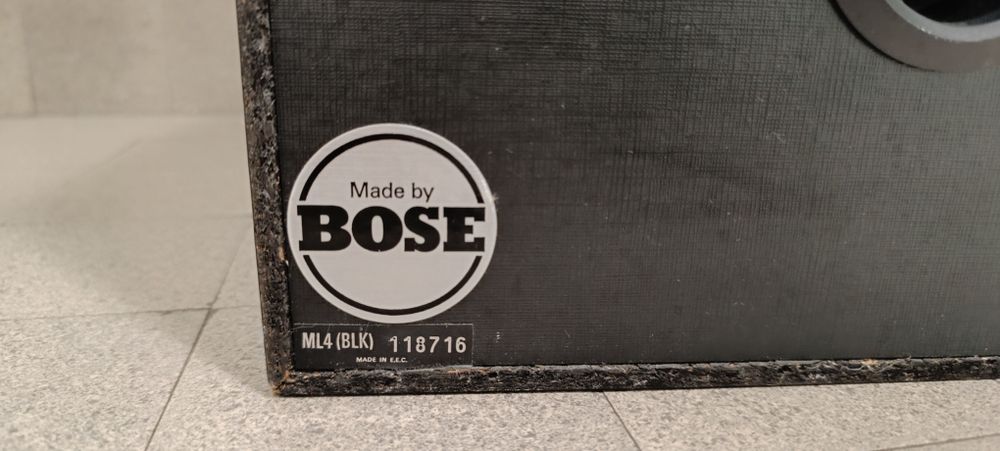 Made by
BOSE
ML4 (BLK) 118716
MADE IN E.E.C.